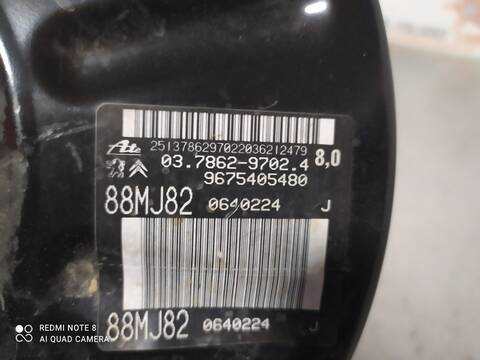 Ate 25137862970220362124​79
03.7862-9702.4 8,0
9675405480
88MJ82 0640224 J
88MJ82 0640224 J
REDMI NOTE 8
AI QUAD CAMERA